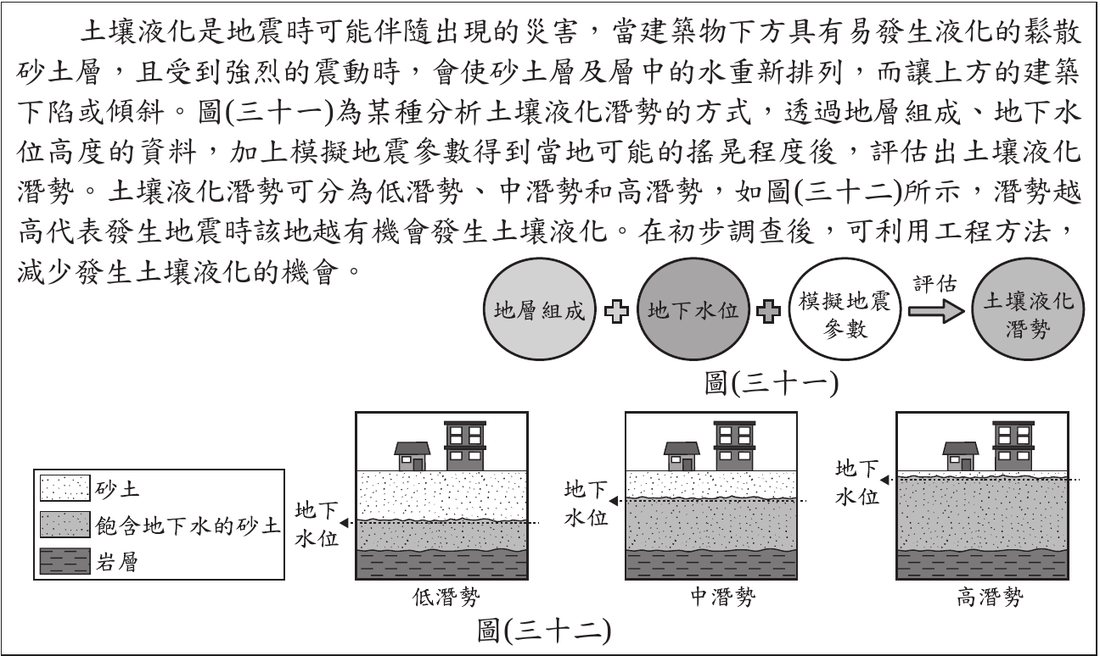 土壤液化是地震時可能伴隨出現的災害，當建築物下方具有易發生液化的鬆散
砂土層，且受到強烈的震動時，會使砂土層及層中的水重新排列，而讓上方的建築
下陷或傾斜。圖(三十一)為某種分析土壤液化潛勢的方式，透過地層組成、地下水
位高度的資料，加上模擬地震參數得到當地可能的搖晃程度後，評估出土壤液化
潛勢。土壤液化潛勢可分為低潛勢、中潛勢和高潛勢，如圖(三十二)所示，潛勢越
高代表發生地震時該地越有機會發生土壤液化。在初步調查後，可利用工程方法，
減少發生土壤液化的機會。
地層組成
地下水位
模擬地震
參數
評估
土壤液化
潛勢
圖(三十一)
砂土
飽含地下水的砂土
岩層
地下
水位
低潛勢
地下
水位
中潛勢
地下
水位
高潛勢
圖(三十二)